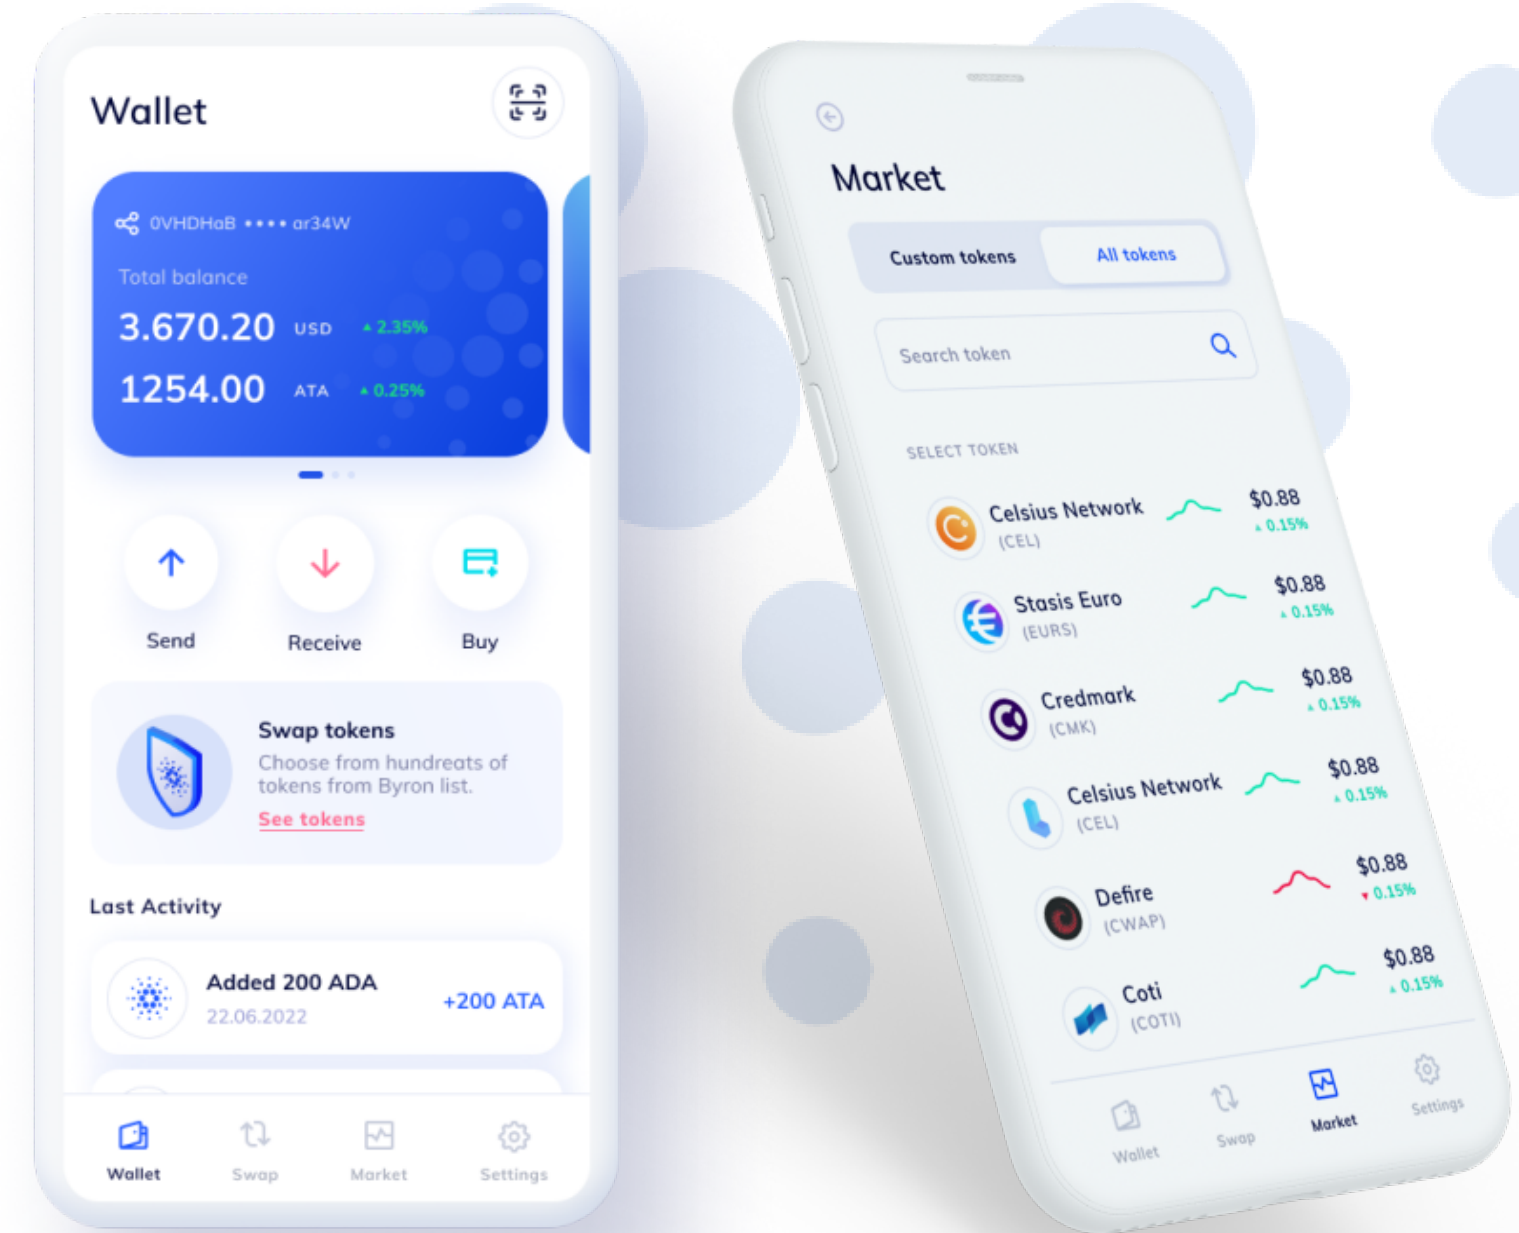 Wallet
0VHDHaB •••• ar34W
Total balance
3.670.20 USD ▲ 2.35%
1254.00 ATA ▲ 0.25%
Send
Receive
Buy
Swap tokens
Choose from hundreats of
tokens from Byron list.
See tokens
Last Activity
Added 200 ADA
22.06.2022
+200 ATA
Wallet
Swap
Market
Settings
Market
Custom tokens
All tokens
Search token
SELECT TOKEN
Celsius Network
(CEL)
$0.88
▲ 0.15%
Stasis Euro
(EURS)
$0.88
▲ 0.15%
Credmark
(CMK)
$0.88
▲ 0.15%
Celsius Network
(CEL)
$0.88
▲ 0.15%
Defire
(CWAP)
$0.88
▼ 0.15%
Coti
(COTI)
$0.88
▲ 0.15%
Wallet
Swap
Market
Settings